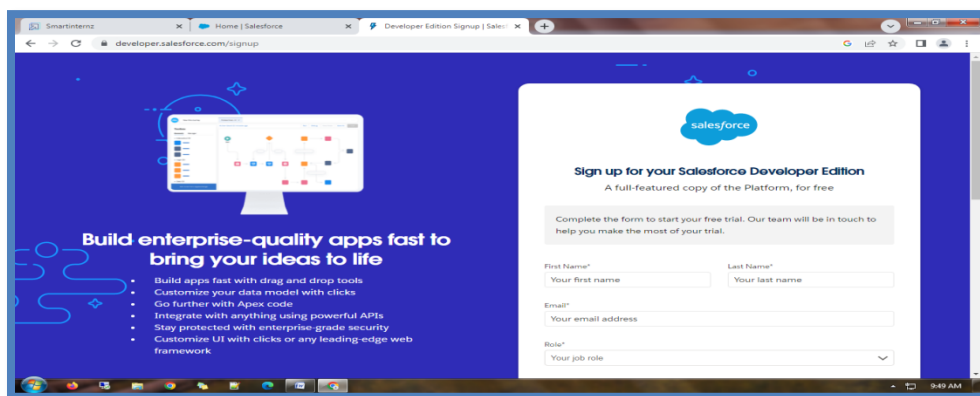 Smartinternz
Home | Salesforce
Developer Edition Signup | Sales
developer.salesforce.com/signup
Build enterprise-quality apps fast to
bring your ideas to life
• Build apps fast with drag and drop tools
• Customize your data model with clicks
• Go further with Apex code
• Integrate with anything using powerful APIs
• Stay protected with enterprise-grade security
• Customize UI with clicks or any leading-edge web
framework
salesforce
Sign up for your Salesforce Developer Edition
A full-featured copy of the Platform, for free
Complete the form to start your free trial. Our team will be in touch to
help you make the most of your trial.
First Name* Last Name*
Your first name Your last name
Email*
Your email address
Role*
Your job role
9:49 AM